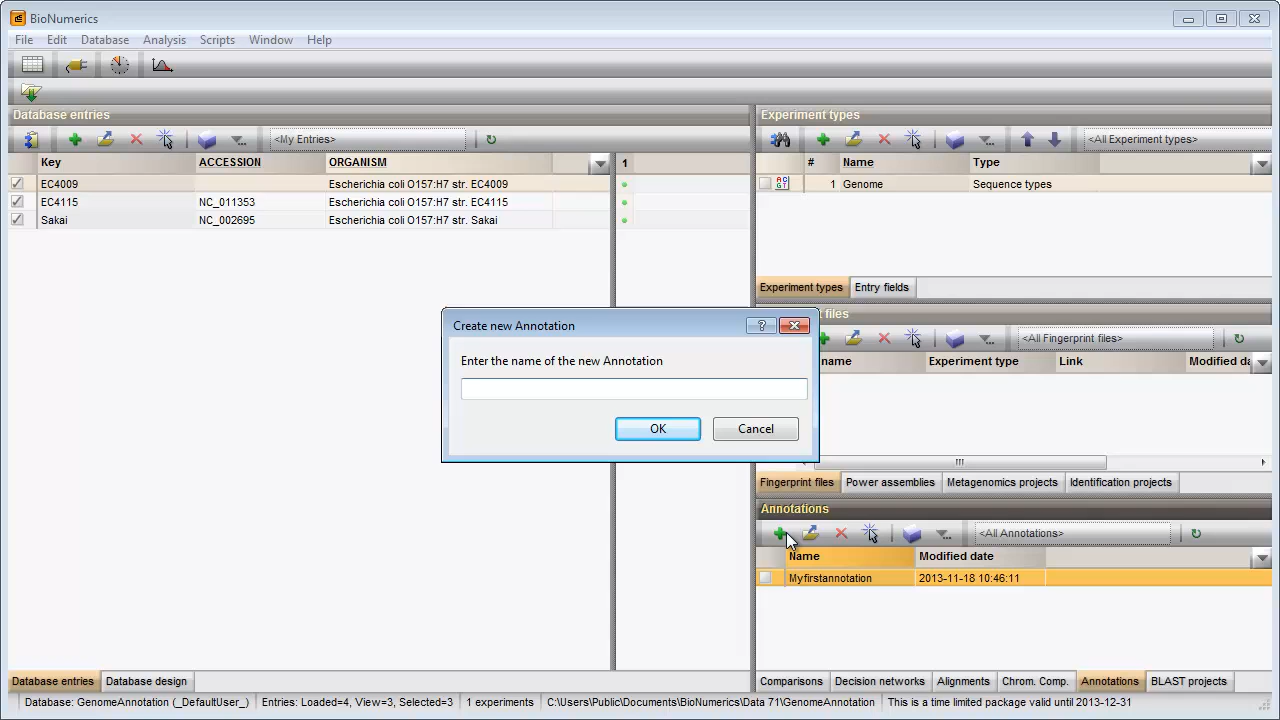 BioNumerics
File Edit Database Analysis Scripts Window Help
Database entries
<My Entries>
Key ACCESSION ORGANISM 1
EC4009 Escherichia coli O157:H7 str. EC4009
EC4115 NC_011353 Escherichia coli O157:H7 str. EC4115
Sakai NC_002695 Escherichia coli O157:H7 str. Sakai
Experiment types
<All Experiment types>
# Name Type
AC GT 1 Genome Sequence types
Experiment types Entry fields
files
<All Fingerprint files>
name Experiment type Link Modified da
Create new Annotation
Enter the name of the new Annotation
OK Cancel
Fingerprint files Power assemblies Metagenomics projects Identification projects
Annotations
<All Annotations>
Name Modified date
Myfirstannotation 2013-11-18 10:46:11
Database entries Database design
Comparisons Decision networks Alignments Chrom. Comp. Annotations BLAST projects
Database: GenomeAnnotation (_DefaultUser_) Entries: Loaded=4, View=3, Selected=3 1 experiments C:\Users\Public\Documents\BioNumerics\Data 71\GenomeAnnotation This is a time limited package valid until 2013-12-31